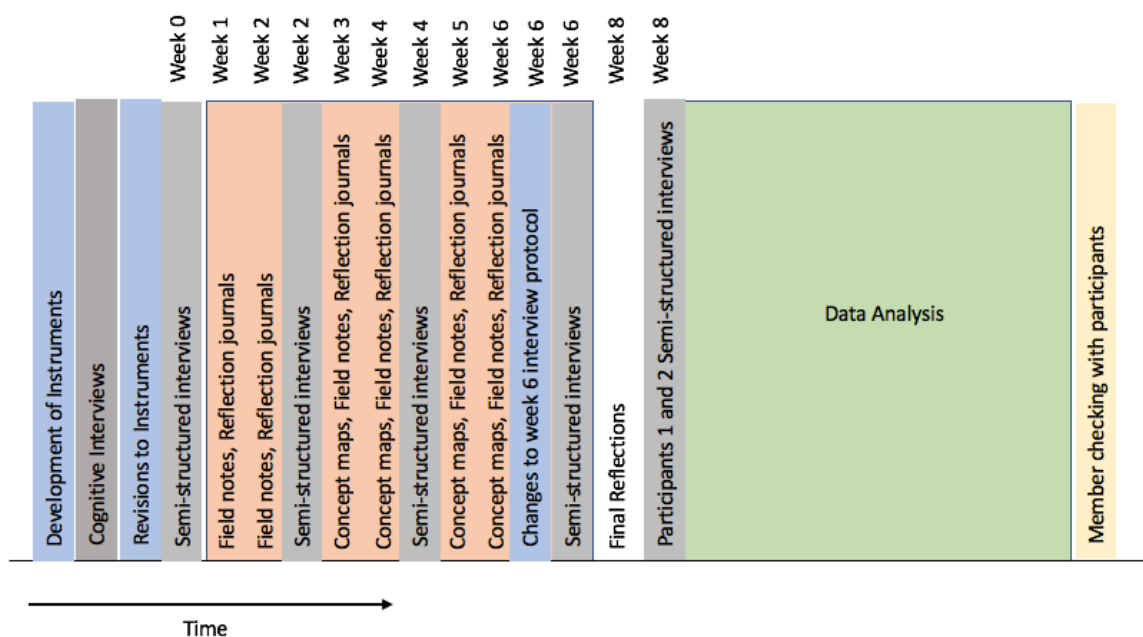 Week 0
Week 1
Week 2
Week 2
Week 3
Week 4
Week 4
Week 5
Week 6
Week 6
Week 6
Week 8
Week 8
Development of Instruments
Cognitive Interviews
Revisions to Instruments
Semi-structured interviews
Field notes, Reflection journals
Field notes, Reflection journals
Semi-structured interviews
Concept maps, Field notes, Reflection journals
Concept maps, Field notes, Reflection journals
Semi-structured interviews
Concept maps, Field notes, Reflection journals
Concept maps, Field notes, Reflection journals
Changes to week 6 interview protocol
Semi-structured interviews
Final Reflections
Participants 1 and 2 Semi-structured interviews
Data Analysis
Member checking with participants
Time